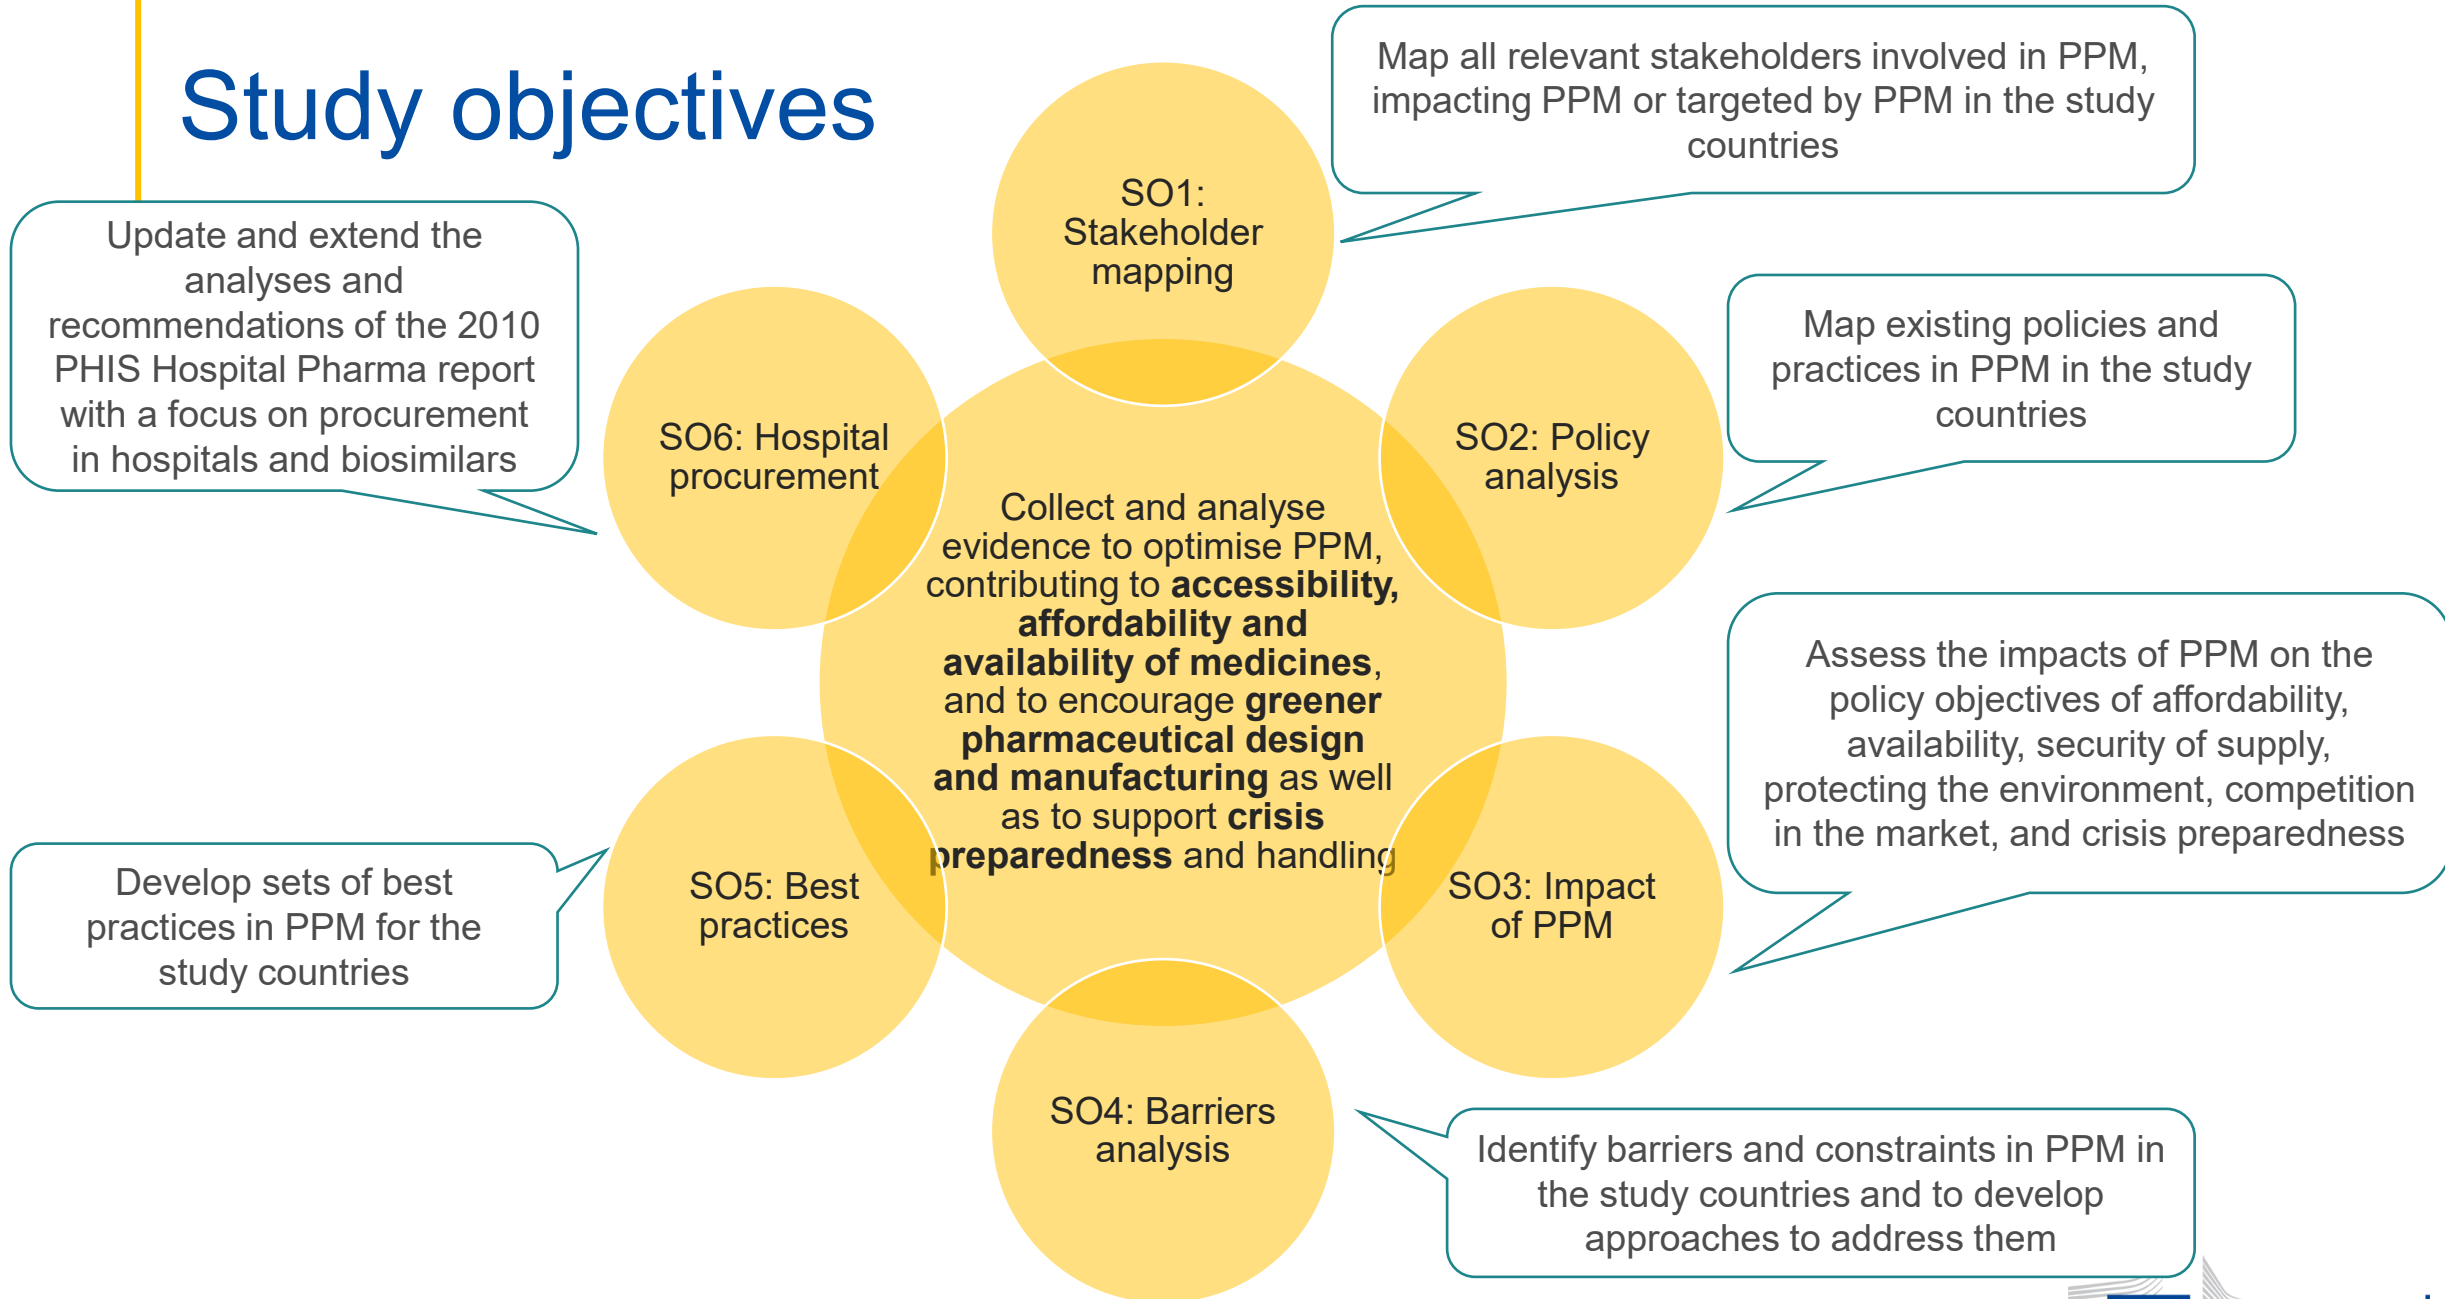 Study objectives
Map all relevant stakeholders involved in PPM,
impacting PPM or targeted by PPM in the study
countries
SO1:
Stakeholder
mapping
Update and extend the
analyses and
recommendations of the 2010
PHIS Hospital Pharma report
with a focus on procurement
in hospitals and biosimilars
SO6: Hospital
procurement
SO2: Policy
analysis
Map existing policies and
practices in PPM in the study
countries
Collect and analyse
evidence to optimise PPM,
contributing to accessibility,
affordability and
availability of medicines,
and to encourage greener
pharmaceutical design
and manufacturing as well
as to support crisis
preparedness and handling
Assess the impacts of PPM on the
policy objectives of affordability,
availability, security of supply,
protecting the environment, competition
in the market, and crisis preparedness
Develop sets of best
practices in PPM for the
study countries
SO5: Best
practices
SO3: Impact
of PPM
SO4: Barriers
analysis
Identify barriers and constraints in PPM in
the study countries and to develop
approaches to address them